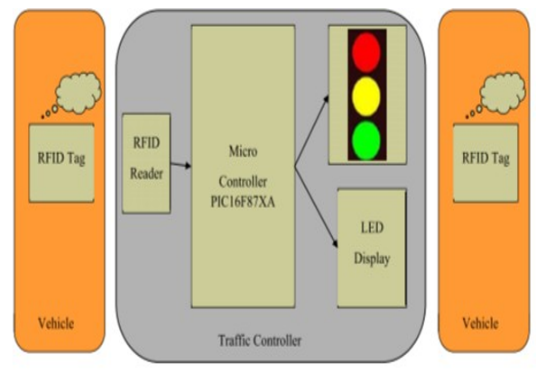 RFID Tag
Vehicle
RFID
Reader
Micro
Controller
PIC16F87XA
LED
Display
Traffic Controller
RFID Tag
Vehicle